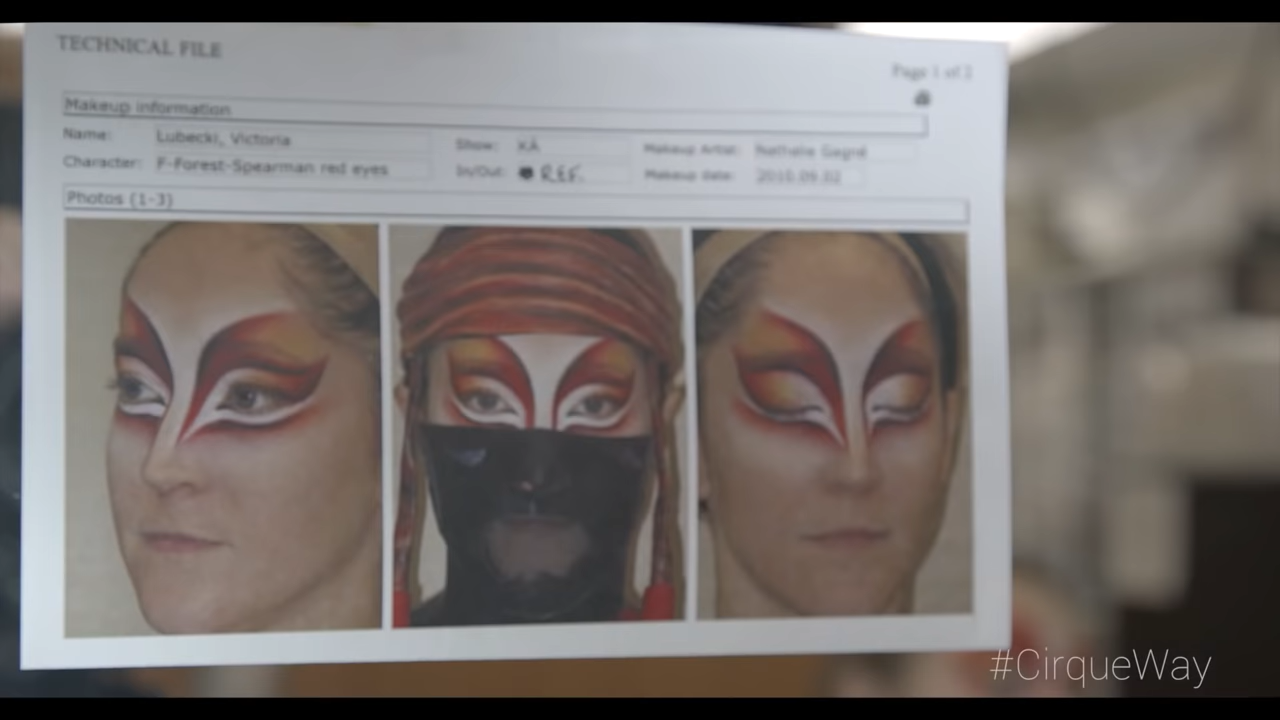 TECHNICAL FILE
Page 1 of 2
Makeup information
Name: Lubecki, Victoria Show: KÀ Makeup Artist: Nathalie Gagné
Character: F-Forest-Spearman red eyes In/Out: REF. Makeup date: 2010.09.02
Photos (1-3)
#CirqueWay